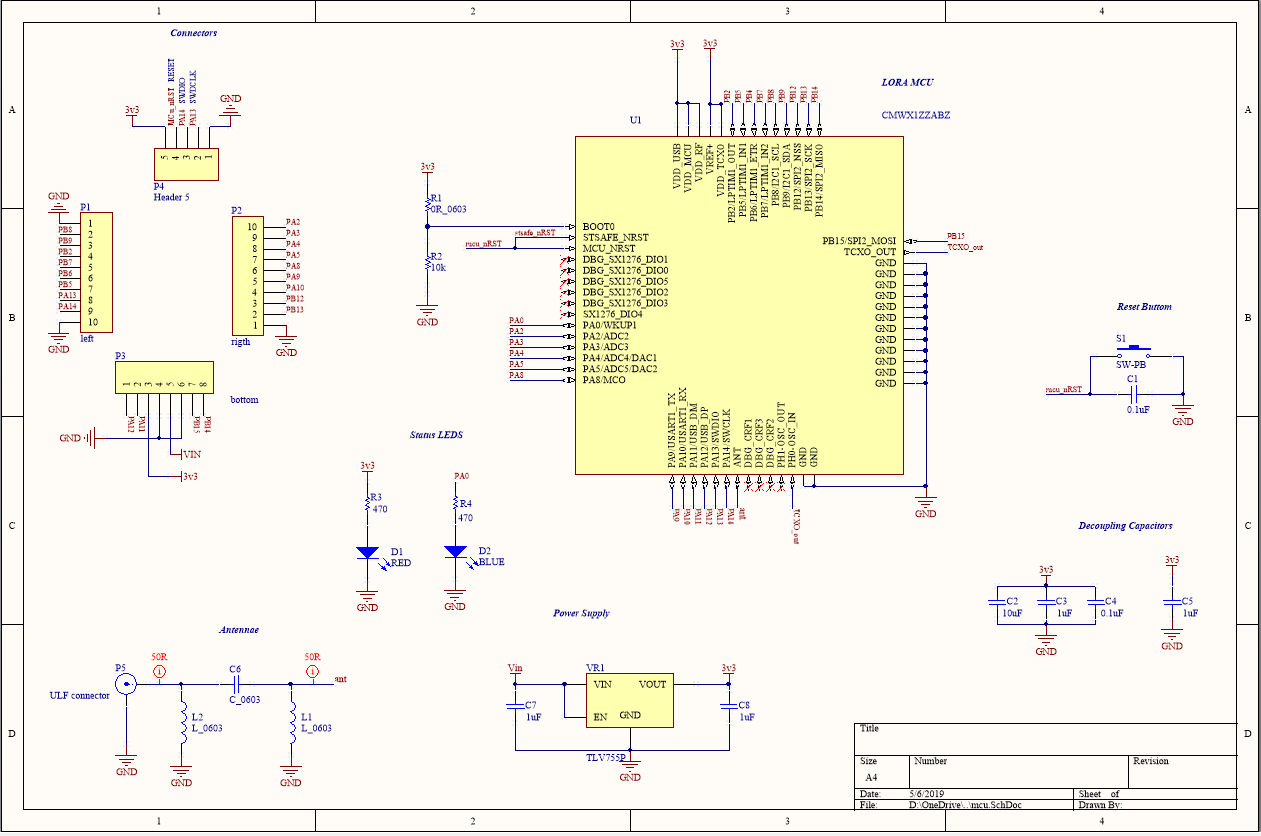 1 2 3 4
Connectors
MCu_nRST RESET
PA14 SWDIO
PA13 SWDCLK
3v3
GND
5 4 3 2 1
P4
Header 5
GND
P1
1
PB8 2
PB9 3
PB2 4
PB7 5
PB6 6
PB5 7
PA13 8
PA14 9
10
GND
left
P2
10 PA2
9 PA3
8 PA4
7 PA5
6 PA8
5 PA9
4 PA10
3 PB12
2 PB13
1
GND
rigth
P3
1 2 3 4 5 6 7 8
bottom
PA12
PA11
PB15
PB14
GND
VIN
3v3
3v3
R1
0R_0603
R2
10k
GND
stsafe_nRST
mcu_nRST
LORA MCU
CMWX1ZZABZ
U1
3v3 3v3
PB2
PB5
PB4
PB7
PB8
PB9
PB12
PB13
PB14
VDD_USB
VDD_MCU
VDD_RF
VREF+
VDD_TCXO
PB2/LPTIM1_OUT
PB5/LPTIM1_IN1
PB6/LPTIM1_ETR
PB7/LPTIM1_IN2
PB8/I2C1_SCL
PB9/I2C1_SDA
PB12/SPI2_NSS
PB13/SPI2_SCK
PB14/SPI2_MISO
BOOT0
STSAFE_NRST
MCU_NRST
DBG_SX1276_DIO1
DBG_SX1276_DIO0
DBG_SX1276_DIO5
DBG_SX1276_DIO2
DBG_SX1276_DIO3
SX1276_DIO4
PA0 PA0/WKUP1
PA2 PA2/ADC2
PA3 PA3/ADC3
PA4 PA4/ADC4/DAC1
PA5 PA5/ADC5/DAC2
PA8 PA8/MCO
PB15/SPI2_MOSI PB15
TCXO_OUT TCXO_out
GND
GND
GND
GND
GND
GND
GND
GND
GND
GND
GND
GND
PA9/USART1_TX
PA10/USART1_RX
PA11/USB_DM
PA12/USB_DP
PA13/SWDIO
PA14/SWCLK
ANT
DBG_CRF1
DBG_CRF3
DBG_CRF2
PH1-OSC_OUT
PH0-OSC_IN
GND
GND
PA9
PA10
PA11
PA12
PA13
PA14
ant
TCXO_out
GND
Reset Buttom
S1
SW-PB
mcu_nRST
C1
0.1uF
GND
Status LEDS
3v3
R3
470
D1
RED
GND
PA0
R4
470
D2
BLUE
GND
Decoupling Capacitors
3v3 3v3
C2
10uF
C3
1uF
C4
0.1uF
C5
1uF
GND GND
Antennae
P5
ULF connector
50R
i
C6
C_0603
50R
i
ant
L2
L_0603
L1
L_0603
GND GND GND
Power Supply
Vin VR1 3v3
VIN VOUT
EN GND
C7
1uF
C8
1uF
TLV755P
GND
Title
Size
A4
Number
Revision
Date: 5/6/2019 Sheet of
File: D:\OneDrive\..\mcu.SchDoc Drawn By:
A A
B B
C C
D D
1 2 3 4